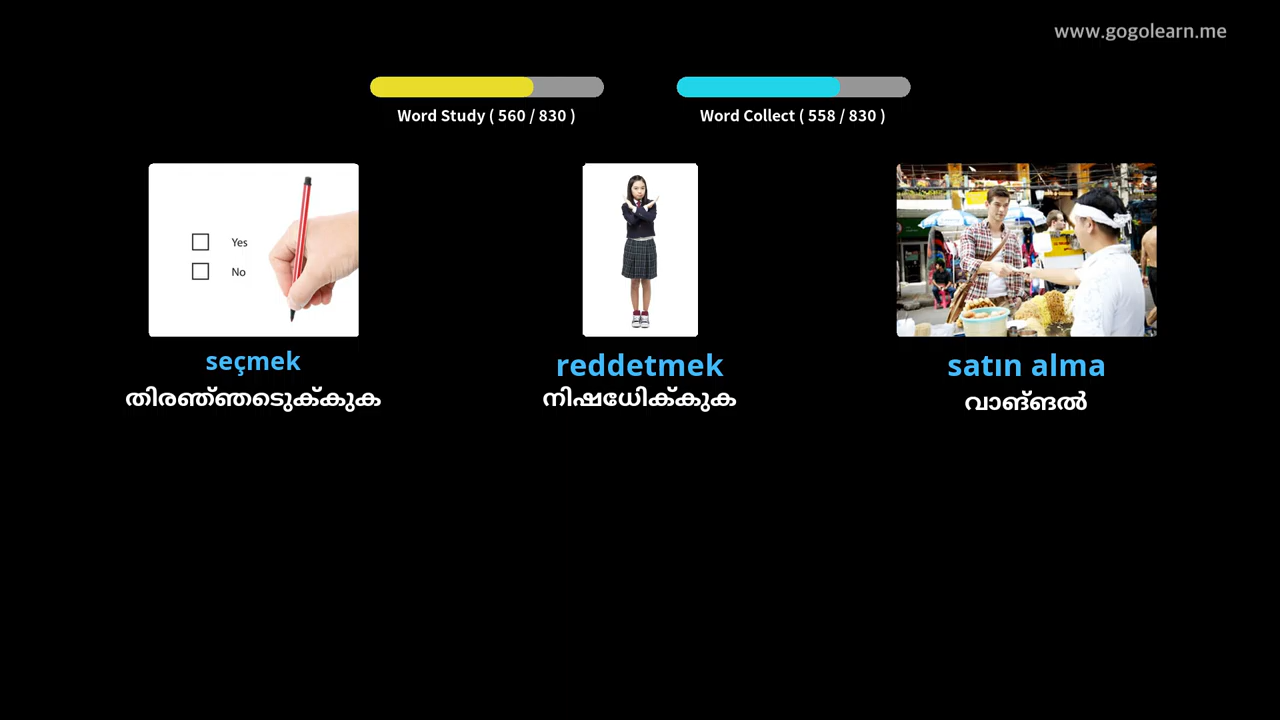 www.gogolearn.me
Word Study ( 560 / 830 )
Word Collect ( 558 / 830 )
Yes
No
seçmek
തിരഞ്ഞെടുക്കുക
reddetmek
നിഷേധിക്കുക
satın alma
വാങ്ങൽ